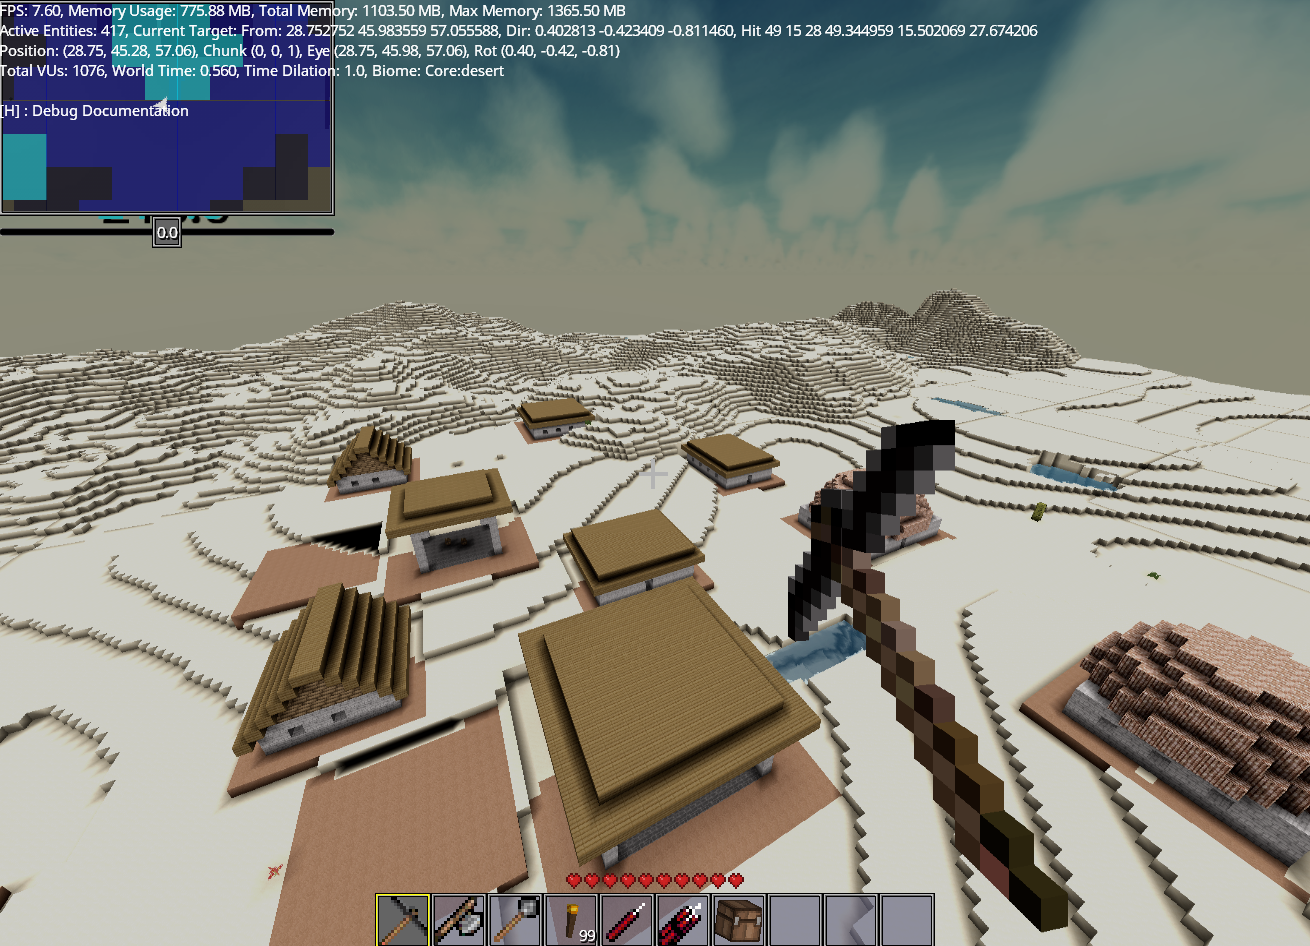 FPS: 7.60, Memory Usage: 775.88 MB, Total Memory: 1103.50 MB, Max Memory: 1365.50 MB
Active Entities: 417, Current Target: From: 28.752752 45.983559 57.055588, Dir: 0.402813 -0.423409 -0.811460, Hit 49 15 28 49.344959 15.502069 27.674206
Position: (28.75, 45.28, 57.06), Chunk (0, 0, 1), Eye (28.75, 45.98, 57.06), Rot (0.40, -0.42, -0.81)
Total VUs: 1076, World Time: 0.560, Time Dilation: 1.0, Biome: Core:desert
[H] : Debug Documentation
0.0
99